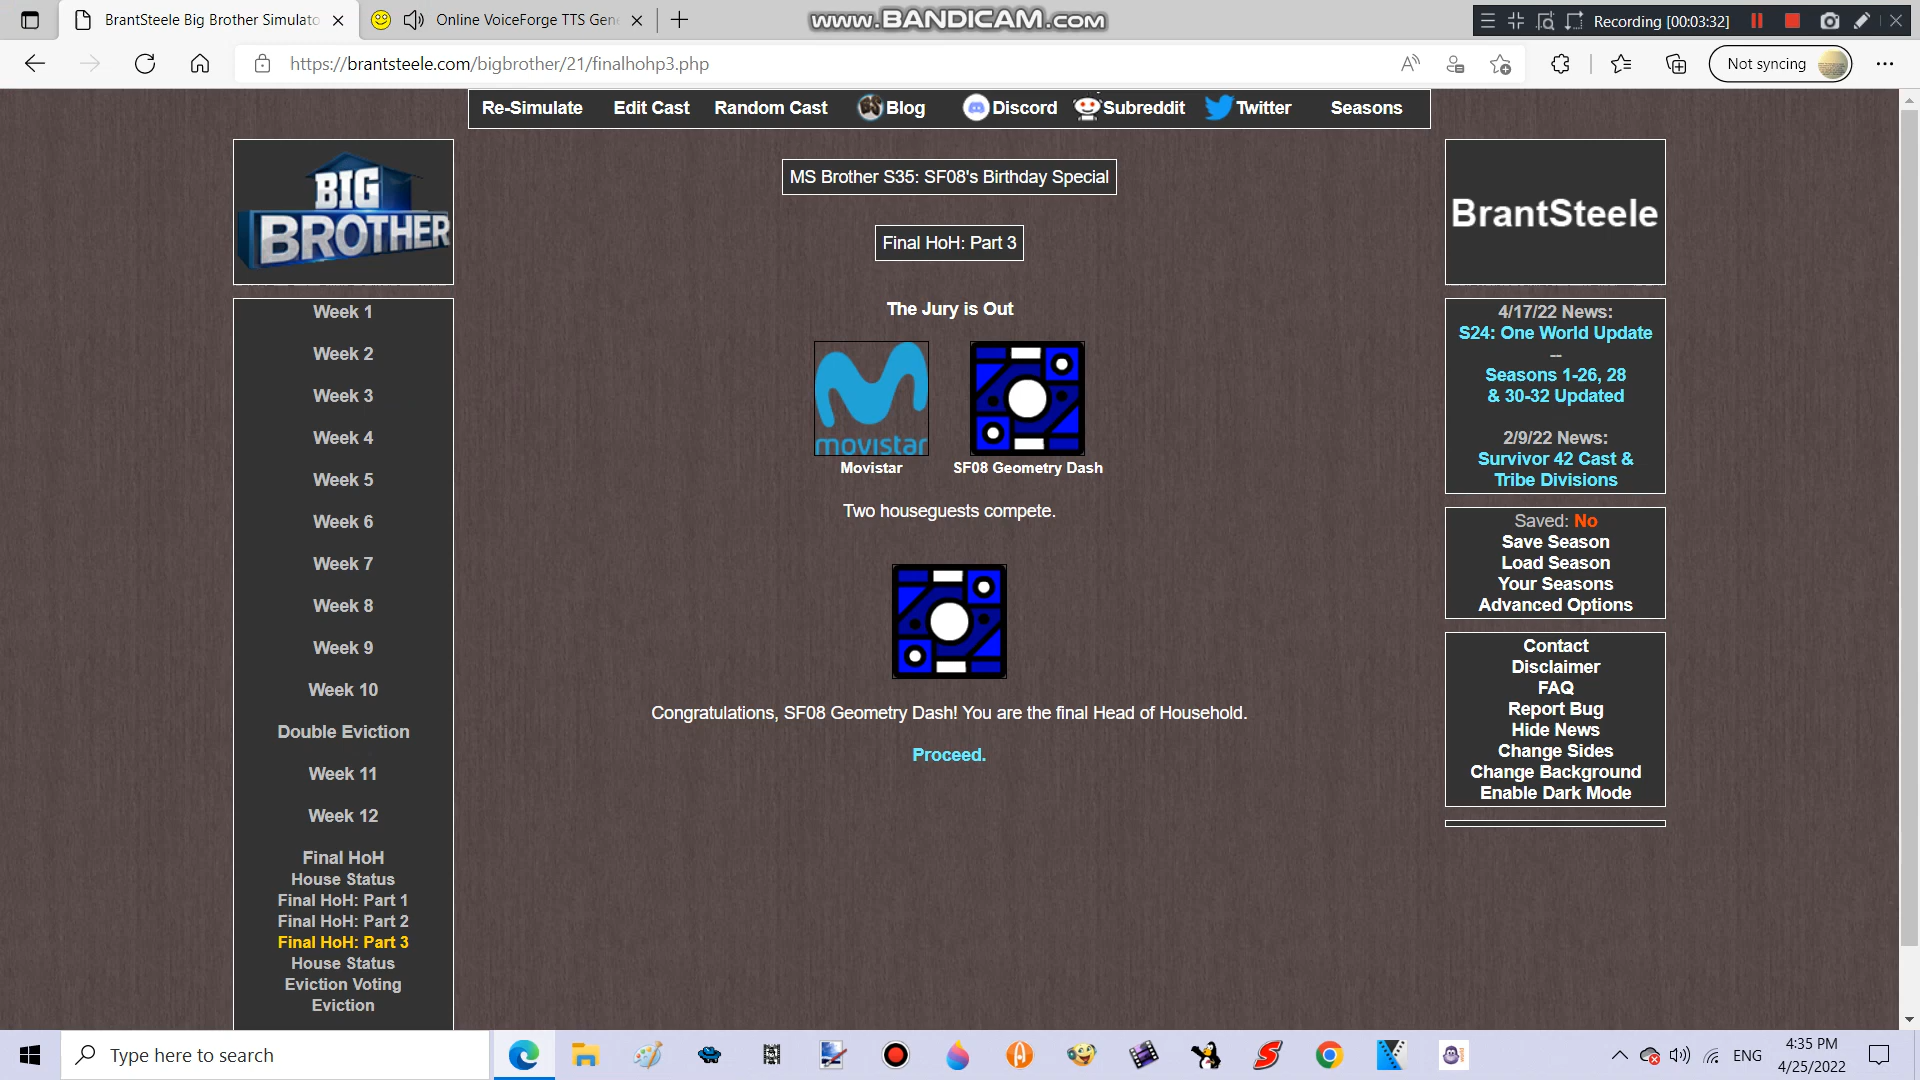 BrantSteele Big Brother Simulato
Online VoiceForge TTS Gen
www.BANDICAM.com
Recording [00:03:32]
https://brantsteele.com/bigbrother/21/finalhohp3.php
Not syncing
Re-Simulate
Edit Cast
Random Cast
Blog
Discord
Subreddit
Twitter
Seasons
BIG
BROTHER
Week 1
Week 2
Week 3
Week 4
Week 5
Week 6
Week 7
Week 8
Week 9
Week 10
Double Eviction
Week 11
Week 12
Final HoH
House Status
Final HoH: Part 1
Final HoH: Part 2
Final HoH: Part 3
House Status
Eviction Voting
Eviction
MS Brother S35: SF08's Birthday Special
Final HoH: Part 3
The Jury is Out
movistar
Movistar
SF08 Geometry Dash
Two houseguests compete.
Congratulations, SF08 Geometry Dash! You are the final Head of Household.
Proceed.
BrantSteele
4/17/22 News:
S24: One World Update
--
Seasons 1-26, 28
& 30-32 Updated
2/9/22 News:
Survivor 42 Cast &
Tribe Divisions
Saved: No
Save Season
Load Season
Your Seasons
Advanced Options
Contact
Disclaimer
FAQ
Report Bug
Hide News
Change Sides
Change Background
Enable Dark Mode
Type here to search
ENG
4:35 PM
4/25/2022